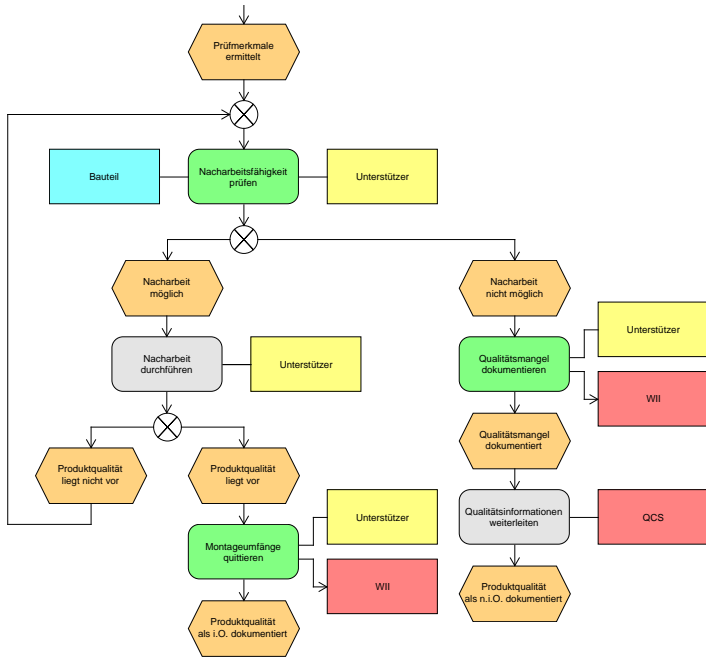 Prüfmerkmale
ermittelt
Bauteil
Nacharbeitsfähigkeit
prüfen
Unterstützer
Nacharbeit
möglich
Nacharbeit
nicht möglich
Nacharbeit
durchführen
Unterstützer
Qualitätsmangel
dokumentieren
Unterstützer
WII
Produktqualität
liegt nicht vor
Produktqualität
liegt vor
Qualitätsmangel
dokumentiert
Montageumfänge
quittieren
Unterstützer
WII
Qualitätsinformationen
weiterleiten
QCS
Produktqualität
als i.O. dokumentiert
Produktqualität
als n.i.O. dokumentiert